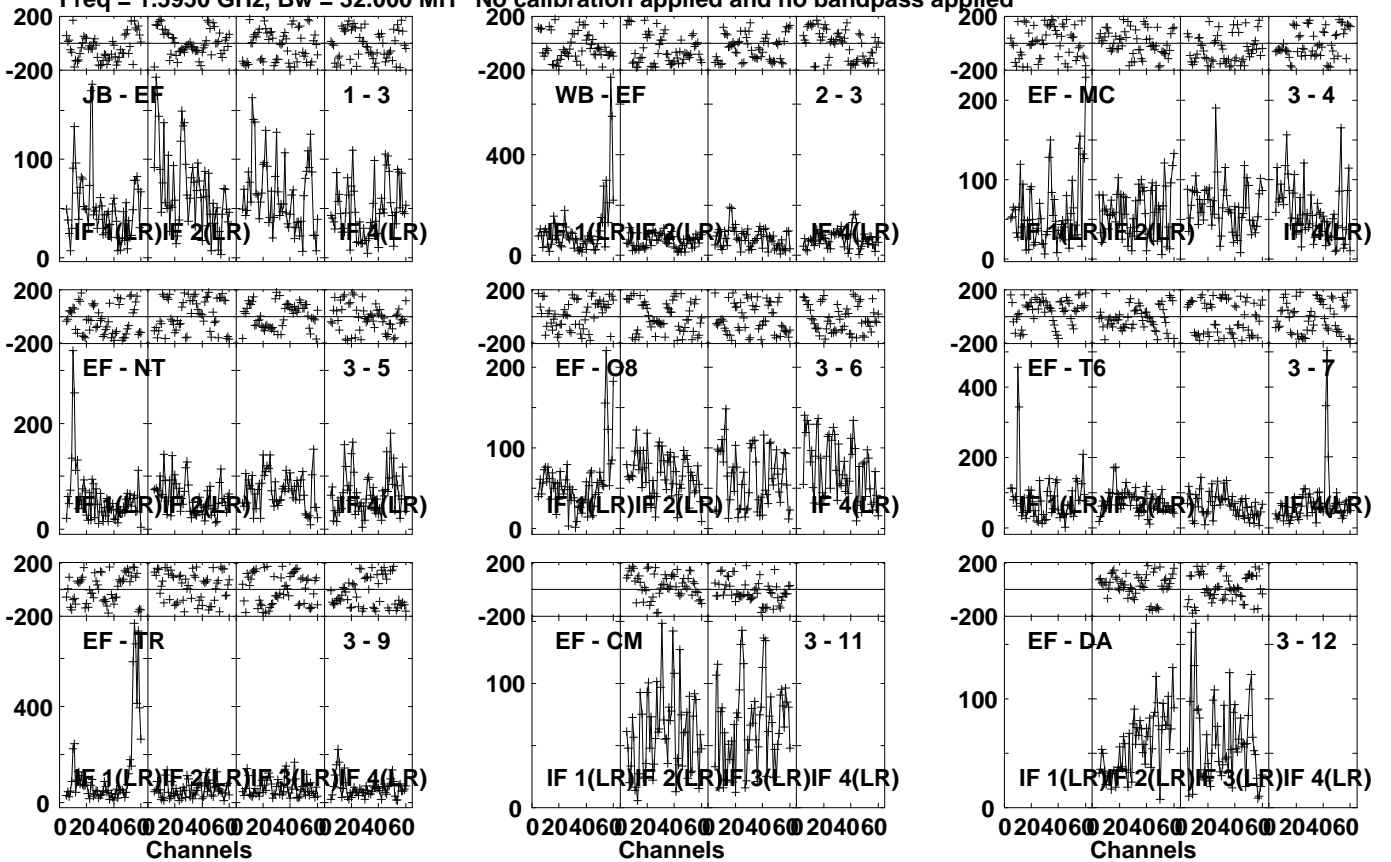 Freq = 1.5950 GHz, Bw = 32.000 MH No calibration applied and no bandpass applied
200 200 200
-200 -200 -200
JB - EF 1 - 3 WB - EF 2 - 3 EF - MC 3 - 4
200
400
100 100
IF 1(LR) IF 2(LR) IF 4(LR) IF 1(LR) IF 2(LR) IF 4(LR) IF 1(LR) IF 2(LR) IF 4(LR)
0 0 0
200 200 200
-200 -200 -200
EF - NT 3 - 5 EF - O8 3 - 6 EF - T6 3 - 7
200 400
200
100 200
IF 1(LR) IF 2(LR) IF 4(LR) IF 1(LR) IF 2(LR) IF 4(LR) IF 1(LR) IF 2(LR) IF 4(LR)
0 0 0
200 200 200
-200 -200 -200
EF - TR 3 - 9 EF - CM 3 - 11 EF - DA 3 - 12
400 100 100
IF 1(LR) IF 2(LR) IF 3(LR) IF 4(LR) IF 1(LR) IF 2(LR) IF 3(LR) IF 4(LR) IF 1(LR) IF 2(LR) IF 3(LR) IF 4(LR)
0 0 0
0 20 40 60 0 20 40 60 0 20 40 60 0 20 40 60 0 20 40 60 0 20 40 60 0 20 40 60 0 20 40 60 0 20 40 60 0 20 40 60 0 20 40 60 0 20 40 60
Channels Channels Channels